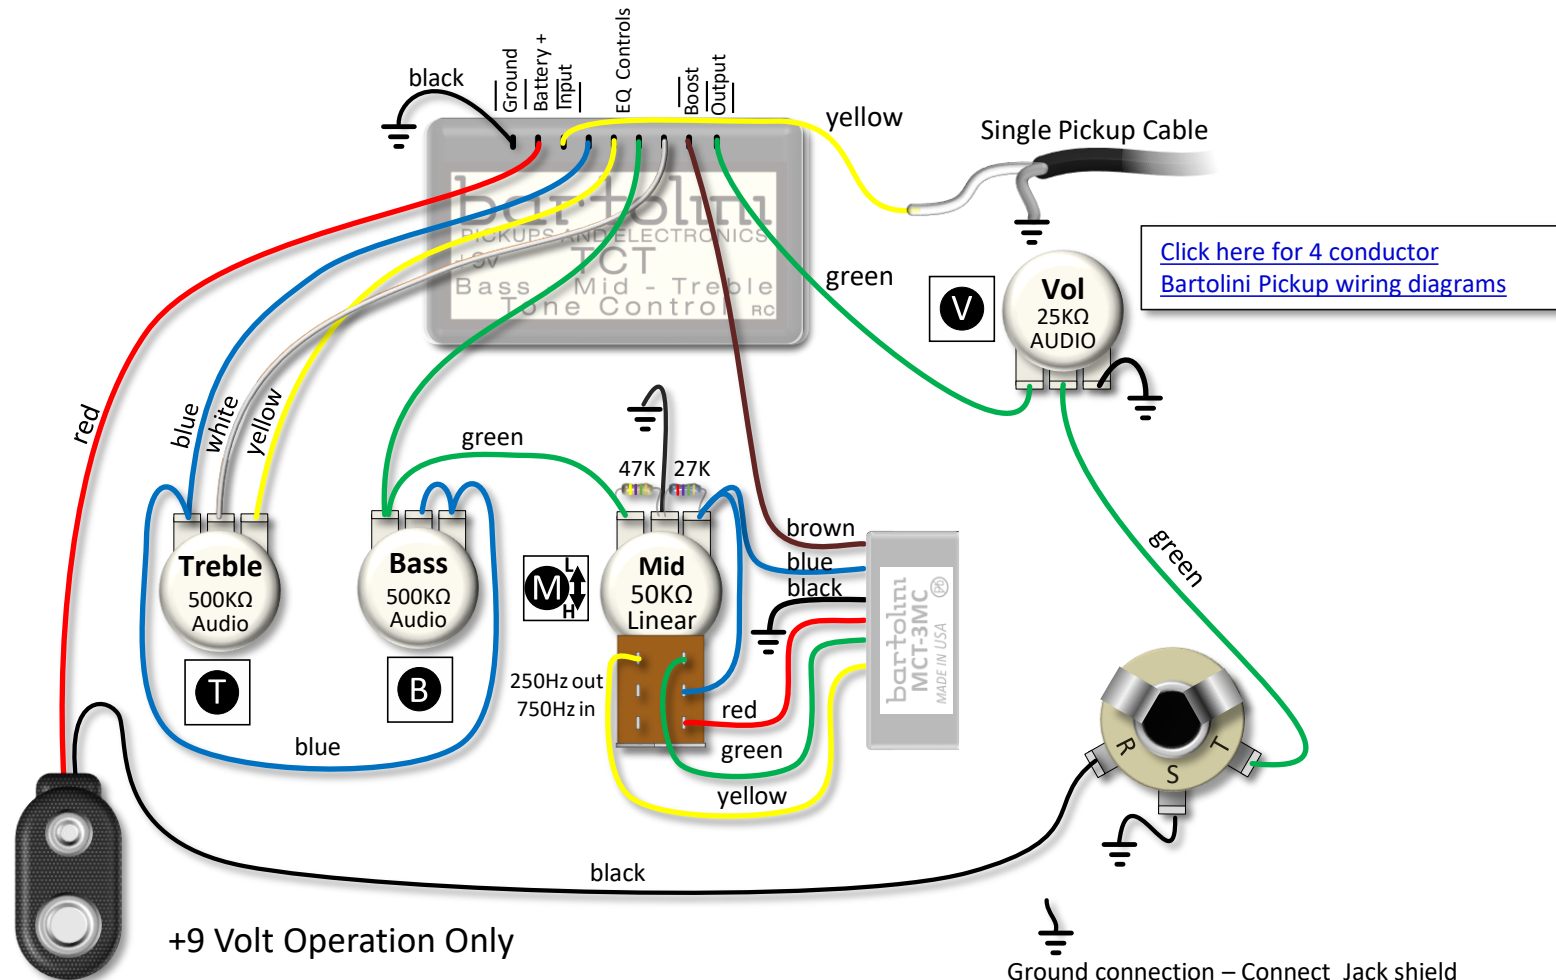 Ground
Battery +
Input
EQ Controls
Boost
Output
black
yellow
Single Pickup Cable
bartolini
PICKUPS AND ELECTRONICS
+9v TCT
Bass - Mid - Treble
Tone Control RC
green
V
Vol
25KΩ
AUDIO
Click here for 4 conductor
Bartolini Pickup wiring diagrams
red
blue
white
yellow
green
47K
27K
brown
blue
black
green
Treble
500KΩ
Audio
Bass
500KΩ
Audio
M
L
H
Mid
50KΩ
Linear
bartolini
MCT-3MC
MADE IN USA
T
B
250Hz out
750Hz in
red
green
yellow
blue
R
S
T
black
+9 Volt Operation Only
Ground connection – Connect Jack shield